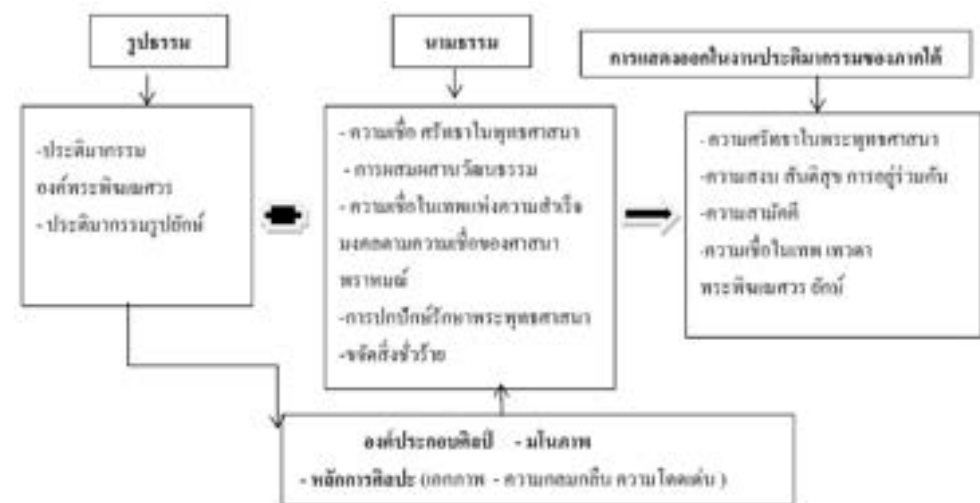 รูปธรรม
นามธรรม
การแสดงออกในงานประติมากรรมของภาคใต้
-ประติมากรรม
องค์พระพิฆเณศวร
- ประติมากรรมรูปยักษ์
- ความเชื่อ ศรัทธาในพุทธศาสนา
- การผสมผสานวัฒนธรรม
- ความเชื่อในเทพแห่งความสำเร็จ
มงคลตามความเชื่อของศาสนา
พราหมณ์
-การปกปักษ์รักษาพระพุทธศาสนา
-ขจัดสิ่งชั่วร้าย
- ความศรัทธาในพระพุทธศาสนา
-ความสงบ สันติสุข การอยู่ร่วมกัน
-ความสามัคคี
-ความเชื่อในเทพ เทวดา
พระพิฆเณศวร ยักษ์
องค์ประกอบศิลป์ - มโนภาพ
- หลักการศิลปะ (เอกภาพ - ความกลมกลืน ความโดดเด่น )